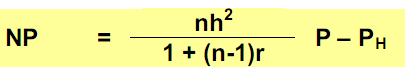 NP = nh² / 1 + (n-1)r P – P_H